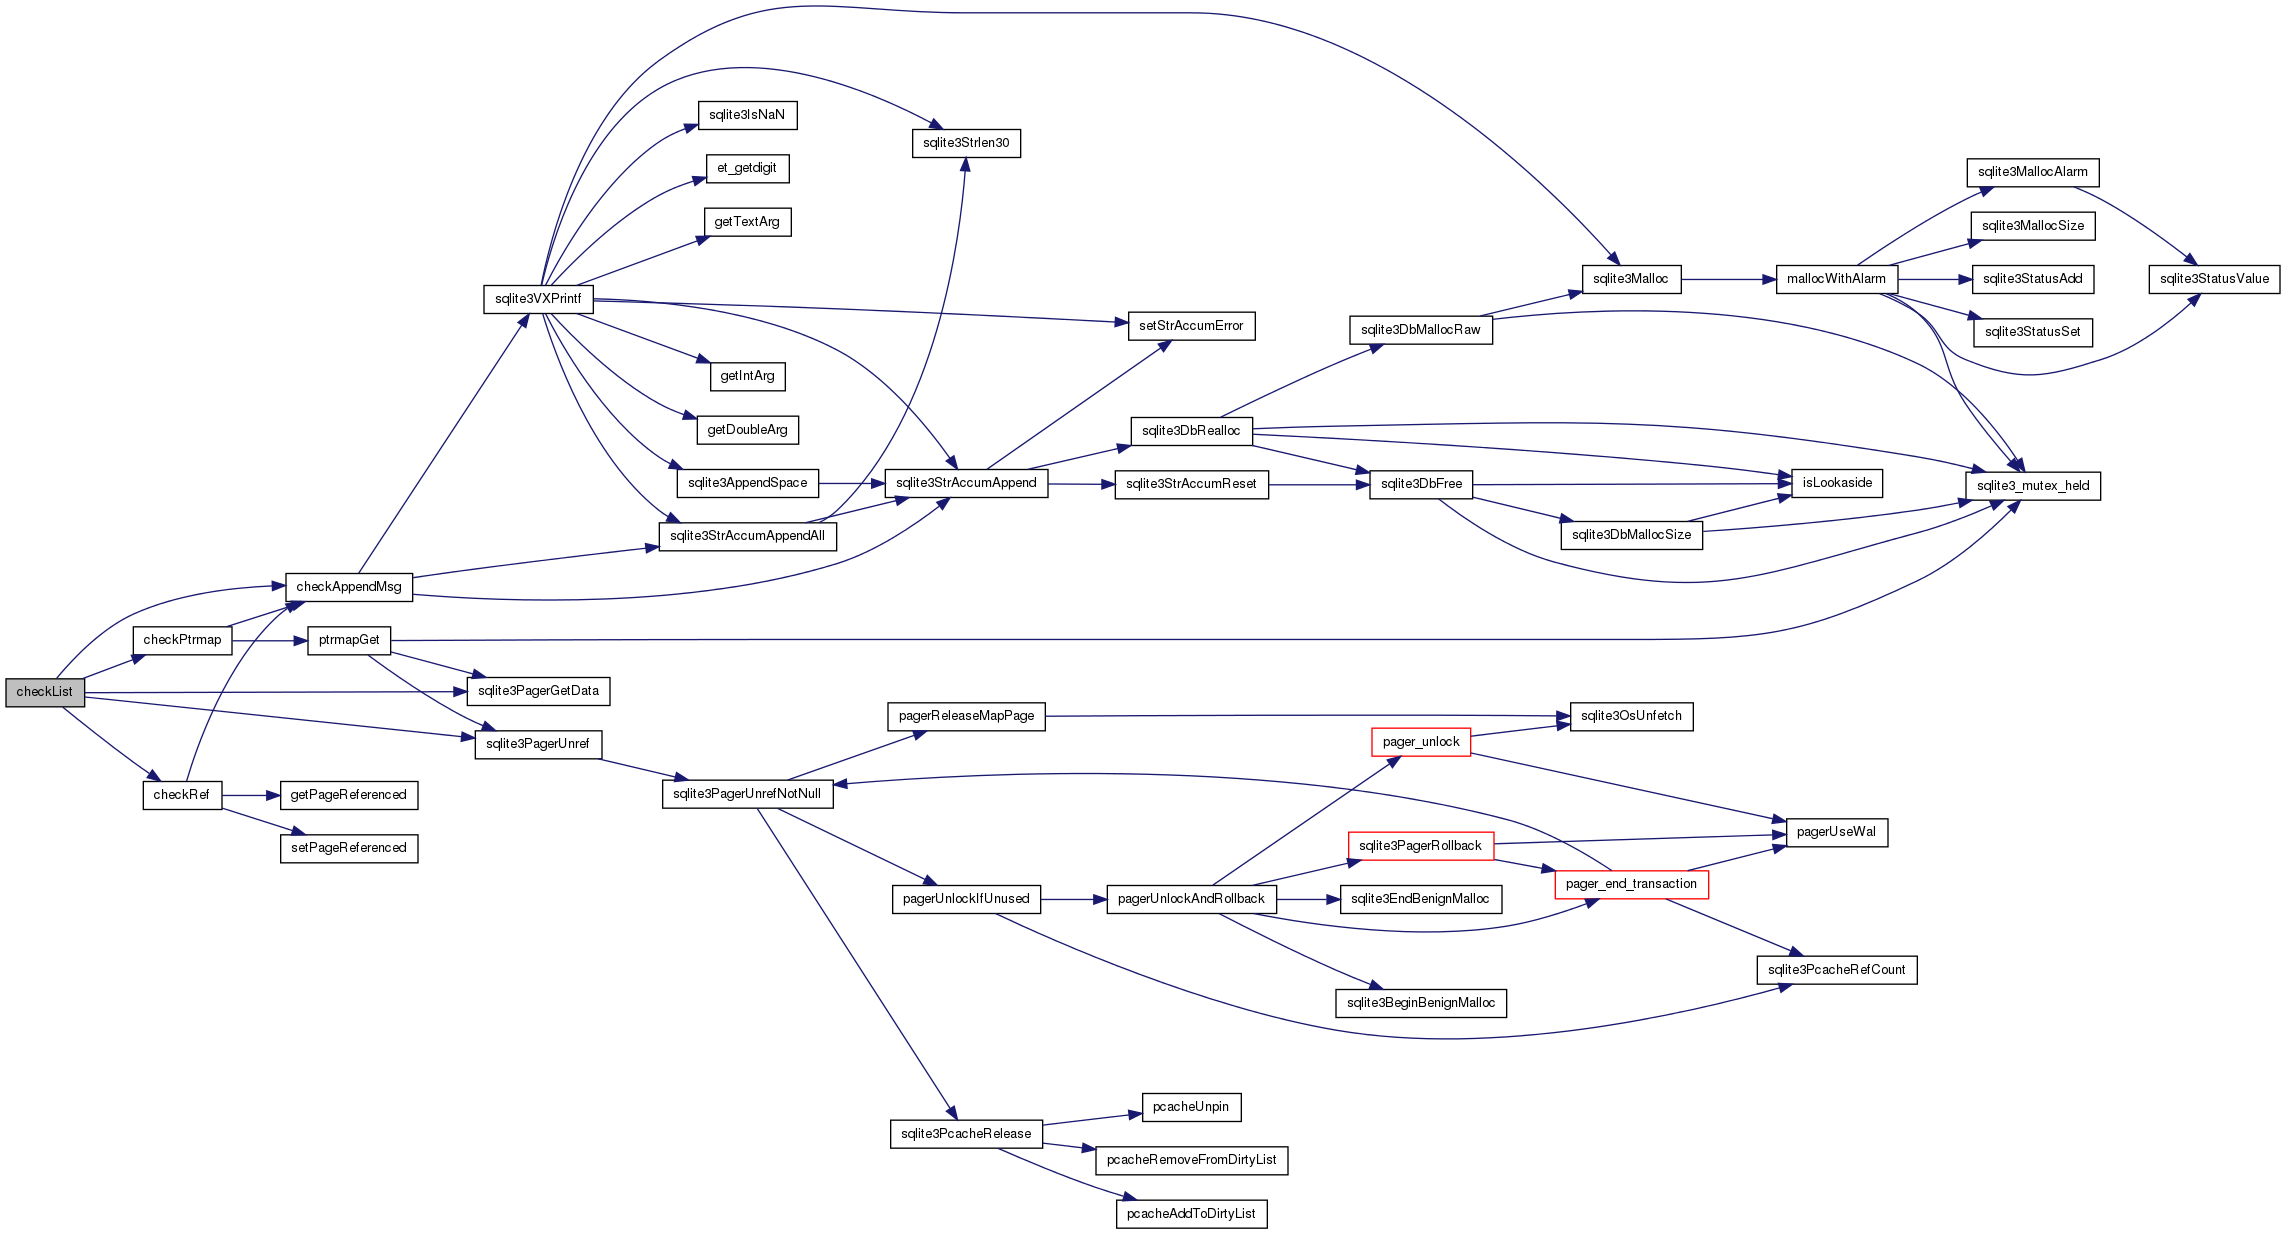 checkList
checkAppendMsg
checkPtrmap
ptrmapGet
checkRef
getPageReferenced
setPageReferenced
sqlite3VXPrintf
sqlite3PagerGetData
sqlite3PagerUnref
sqlite3IsNaN
et_getdigit
getTextArg
getIntArg
getDoubleArg
sqlite3AppendSpace
sqlite3StrAccumAppendAll
sqlite3PagerUnrefNotNull
sqlite3Strlen30
sqlite3StrAccumAppend
pagerReleaseMapPage
pagerUnlockIfUnused
sqlite3PcacheRelease
setStrAccumError
sqlite3DbRealloc
sqlite3StrAccumReset
pagerUnlockAndRollback
pcacheUnpin
pcacheRemoveFromDirtyList
pcacheAddToDirtyList
sqlite3DbMallocRaw
sqlite3DbFree
pager_unlock
sqlite3PagerRollback
sqlite3EndBenignMalloc
sqlite3BeginBenignMalloc
sqlite3Malloc
sqlite3DbMallocSize
sqlite3OsUnfetch
pager_end_transaction
mallocWithAlarm
isLookaside
pagerUseWal
sqlite3PcacheRefCount
sqlite3MallocAlarm
sqlite3MallocSize
sqlite3StatusAdd
sqlite3StatusSet
sqlite3_mutex_held
sqlite3StatusValue